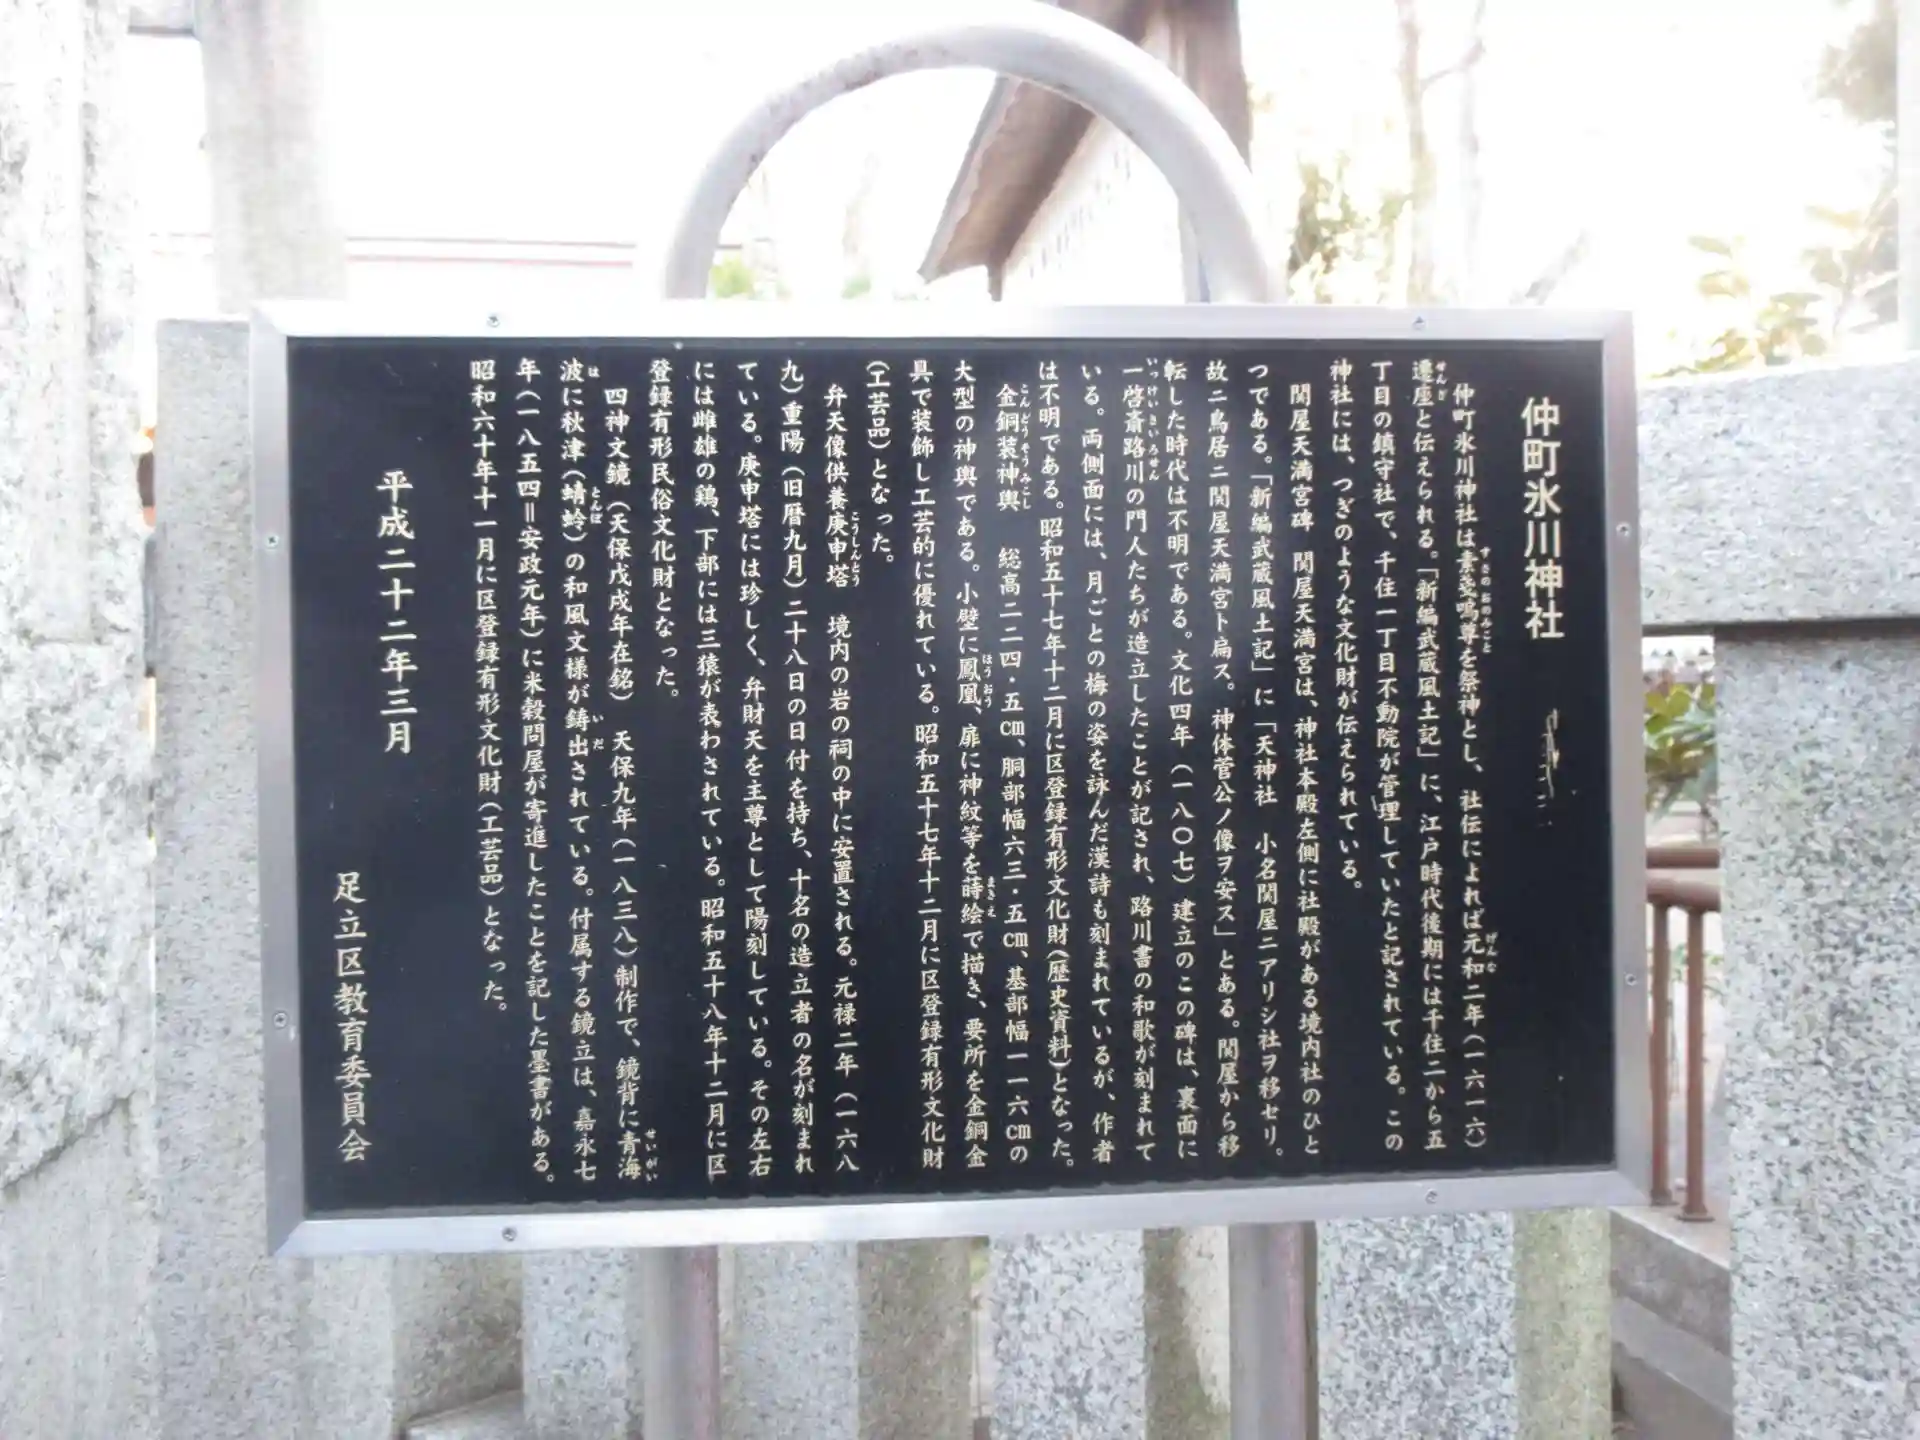 仲町氷川神社
仲町氷川神社は素戔嗚尊を祭神とし、社伝によれば元和二年(一六一六)
遷座と伝えられる。「新編武蔵風土記」に、江戸時代後期には千住二から五
丁目の鎮守社で、千住一丁目不動院が管理していたと記されている。この
神社には、つぎのような文化財が伝えられている。
関屋天満宮碑 関屋天満宮は、神社本殿左側に社殿がある境内社のひと
つである。「新編武蔵風土記」に「天神社 小名関屋ニアリシ社ヲ移セリ。
故ニ鳥居ニ関屋天満宮ト扁ス。神体菅公ノ像ヲ安ス」とある。関屋から移
転した時代は不明である。文化四年(一八〇七)建立のこの碑は、裏面に
一啓斎路川の門人たちが造立したことが記され、路川書の和歌が刻まれて
いる。両側面には、月ごとの梅の姿を詠んだ漢詩も刻まれているが、作者
は不明である。昭和五十七年十二月に区登録有形文化財(歴史資料)となった。
金銅装神輿 総高二二四・五cm、胴部幅六三・五cm、基部幅一一六cmの
大型の神輿である。小壁に鳳凰、扉に神紋等を蒔絵で描き、要所を金銅金
具で装飾し工芸的に優れている。昭和五十七年十二月に区登録有形文化財
(工芸品)となった。
弁天像供養庚申塔 境内の岩の祠の中に安置される。元禄二年(一六八
九)重陽(旧暦九月)二十八日の日付を持ち、十名の造立者の名が刻まれ
ている。庚申塔には珍しく、弁財天を主尊として陽刻している。その左右
には雌雄の鶏、下部には三猿が表わされている。昭和五十八年十二月に区
登録有形民俗文化財となった。
四神文鏡(天保戊戌年在銘) 天保九年(一八三八)制作で、鏡背に青海
波に秋津(蜻蛉)の和風文様が鋳出されている。付属する鏡立は、嘉永七
年(一八五四=安政元年)に米穀問屋が寄進したことを記した墨書がある。
昭和六十年十一月に区登録有形文化財(工芸品)となった。
平成二十二年三月
足立区教育委員会